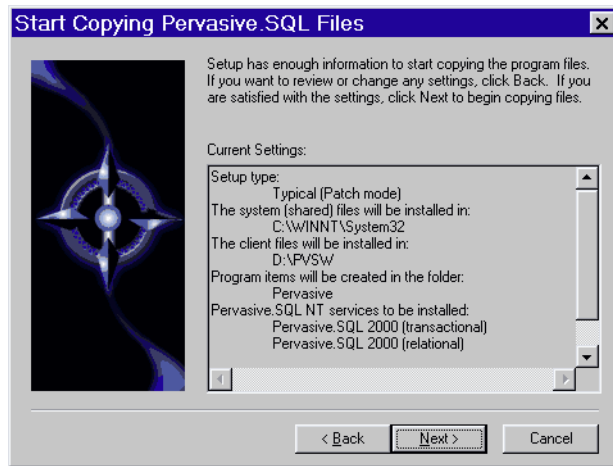 Start Copying Pervasive.SQL Files
Setup has enough information to start copying the program files.
If you want to review or change any settings, click Back.  If you
are satisfied with the settings, click Next to begin copying files.
Current Settings:
Setup type:
Typical (Patch mode)
The system (shared) files will be installed in:
C:\WINNT\System32
The client files will be installed in:
D:\PVSW
Program items will be created in the folder:
Pervasive
Pervasive.SQL NT services to be installed:
Pervasive.SQL 2000 (transactional)
Pervasive.SQL 2000 (relational)
< Back
Next >
Cancel